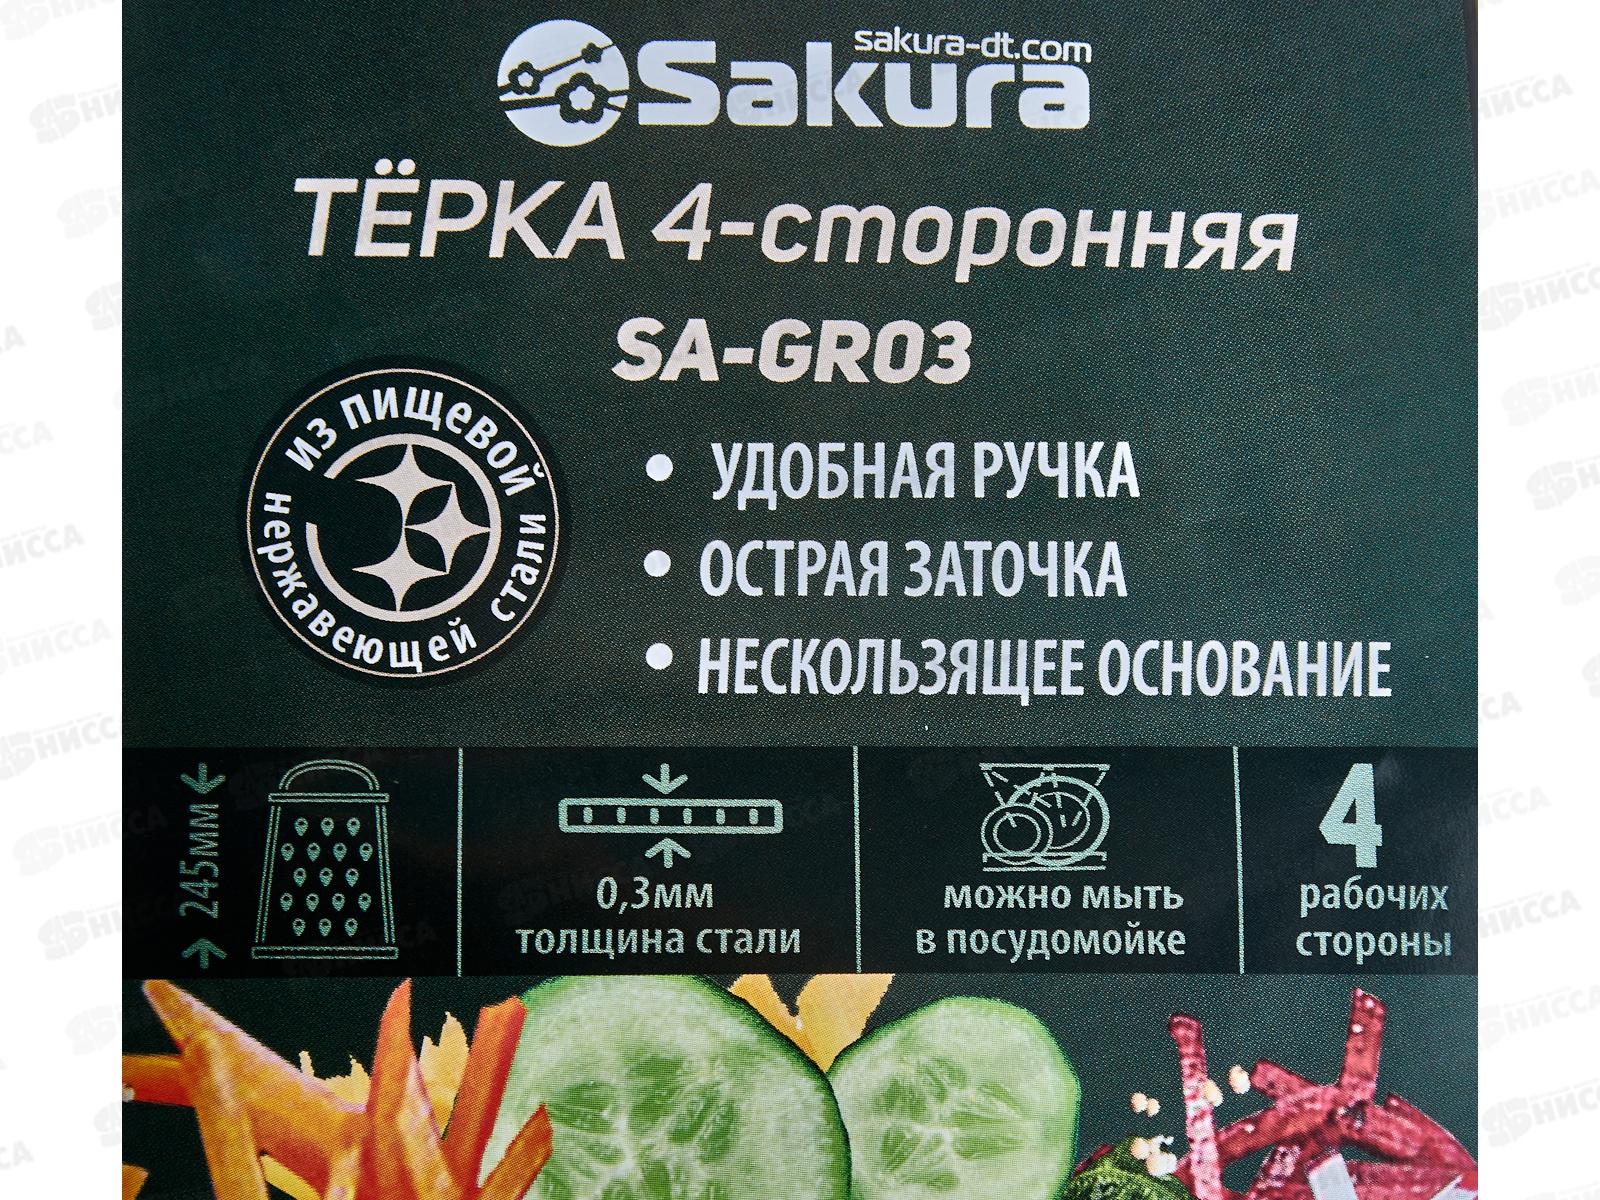 sakura-dt.com
Sakura
ТЁРКА 4-сторонняя
SA-GR03
из пищевой
нержавеющей стали
• УДОБНАЯ РУЧКА
• ОСТРАЯ ЗАТОЧКА
• НЕСКОЛЬЗЯЩЕЕ ОСНОВАНИЕ
245мм
0,3мм
толщина стали
можно мыть
в посудомойке
4
рабочих
стороны
НИССА